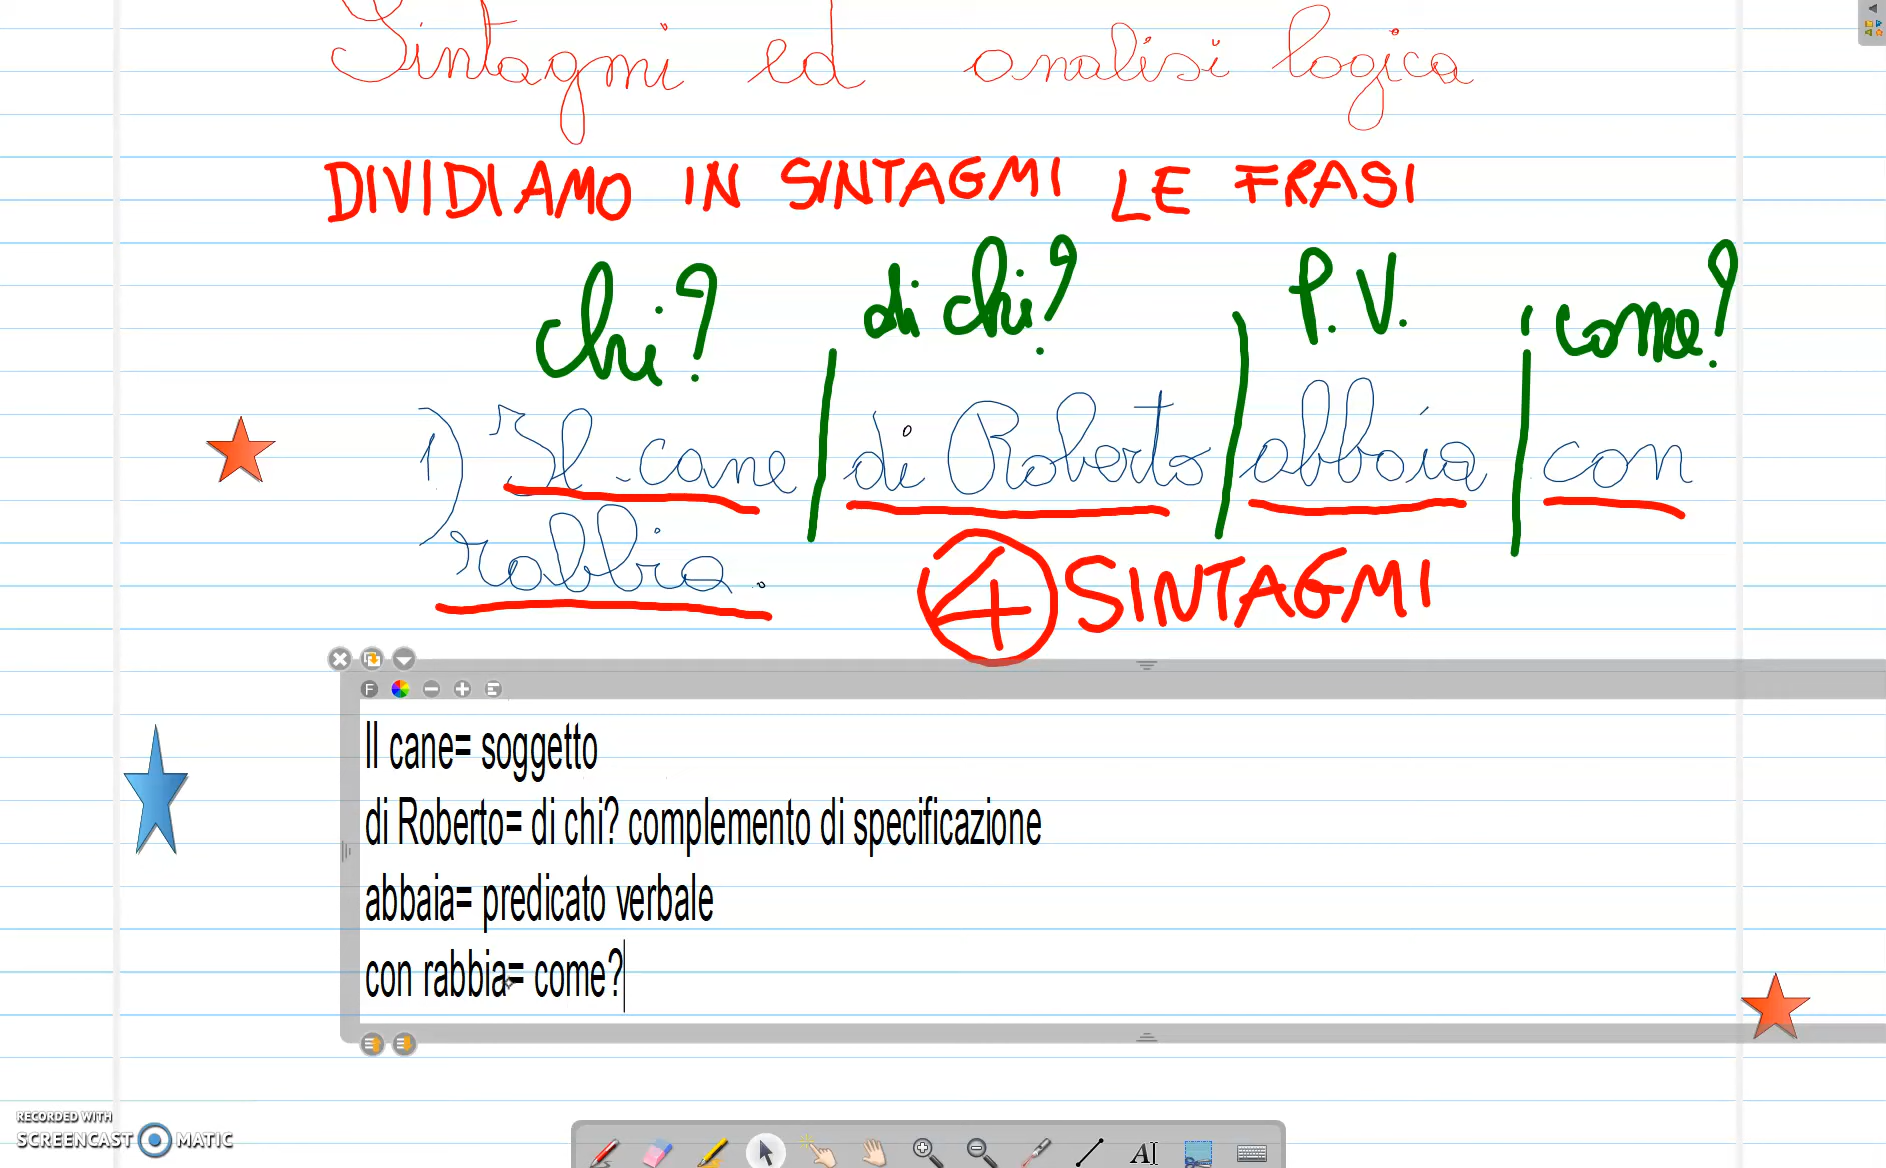 Sintagmi ed analisi logica
DIVIDIAMO IN SINTAGMI LE FRASI
chi? di chi? P.V. come?
1) Il cane di Roberto abbaia con
rabbia.
4 SINTAGMI
F
Il cane= soggetto
di Roberto= di chi? complemento di specificazione
abbaia= predicato verbale
con rabbia= come?
RECORDED WITH
SCREENCAST MATIC
AI